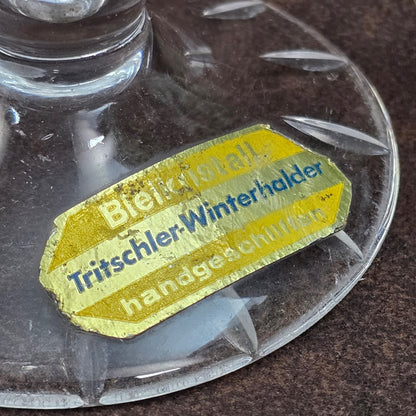 Bleikristall
Tritschler-Winterhalder
handgeschliffen